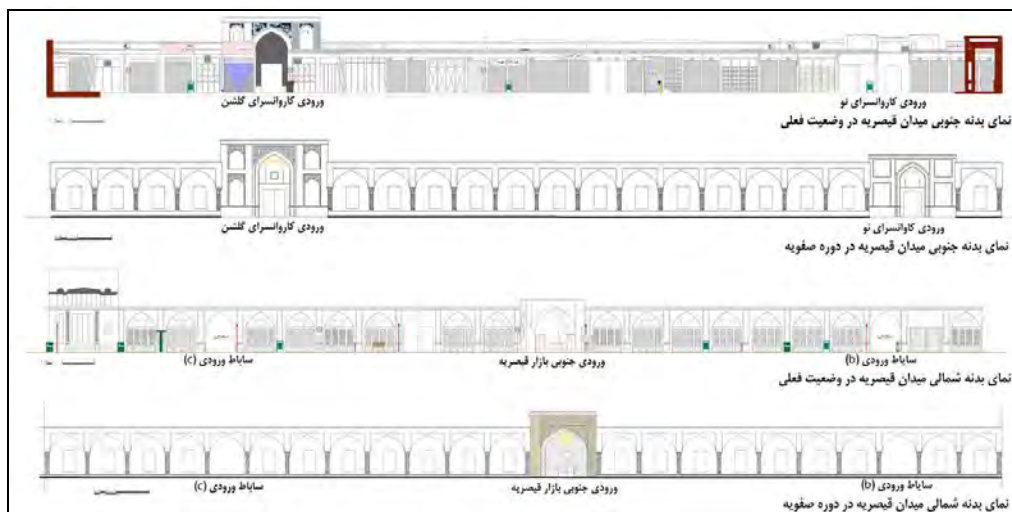 ورودی کاروانسرای نو
ورودی کاروانسرای گلشن
نمای بدنه جنوبی میدان قیصریه در وضعیت فعلی
ورودی کاوانسرای نو
ورودی کاروانسرای گلشن
نمای بدنه جنوبی میدان قیصریه در دوره صفویه
ساباط ورودی (b)
ورودی جنوبی بازار قیصریه
ساباط ورودی (c)
نمای بدنه شمالی میدان قیصریه در وضعیت فعلی
ساباط ورودی (b)
ورودی جنوبی بازار قیصریه
ساباط ورودی (c)
نمای بدنه شمالی میدان قیصریه در دوره صفویه